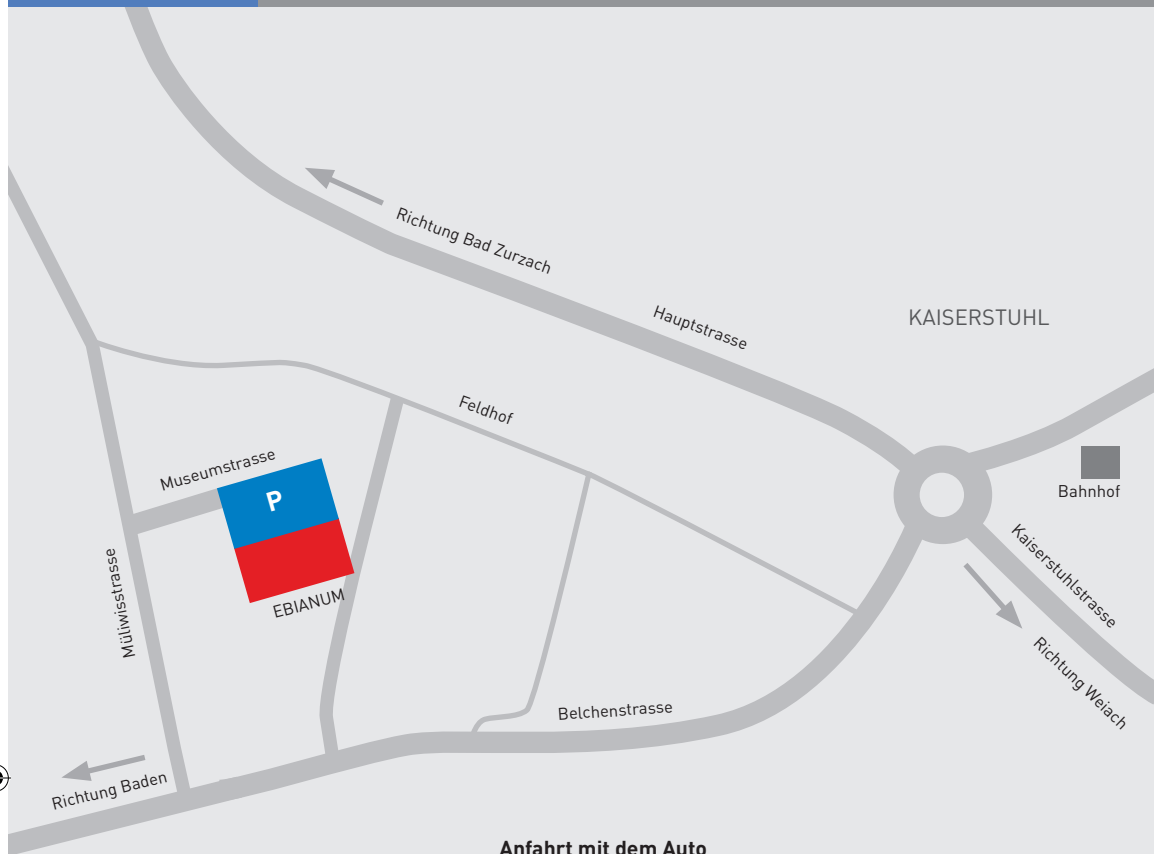 Richtung Bad Zurzach
Hauptstrasse
KAISERSTUHL
Feldhof
Museumstrasse
P
Bahnhof
Kaiserstuhlstrasse
Müliwisstrasse
EBIANUM
Richtung Weiach
Belchenstrasse
Richtung Baden
Anfahrt mit dem Auto